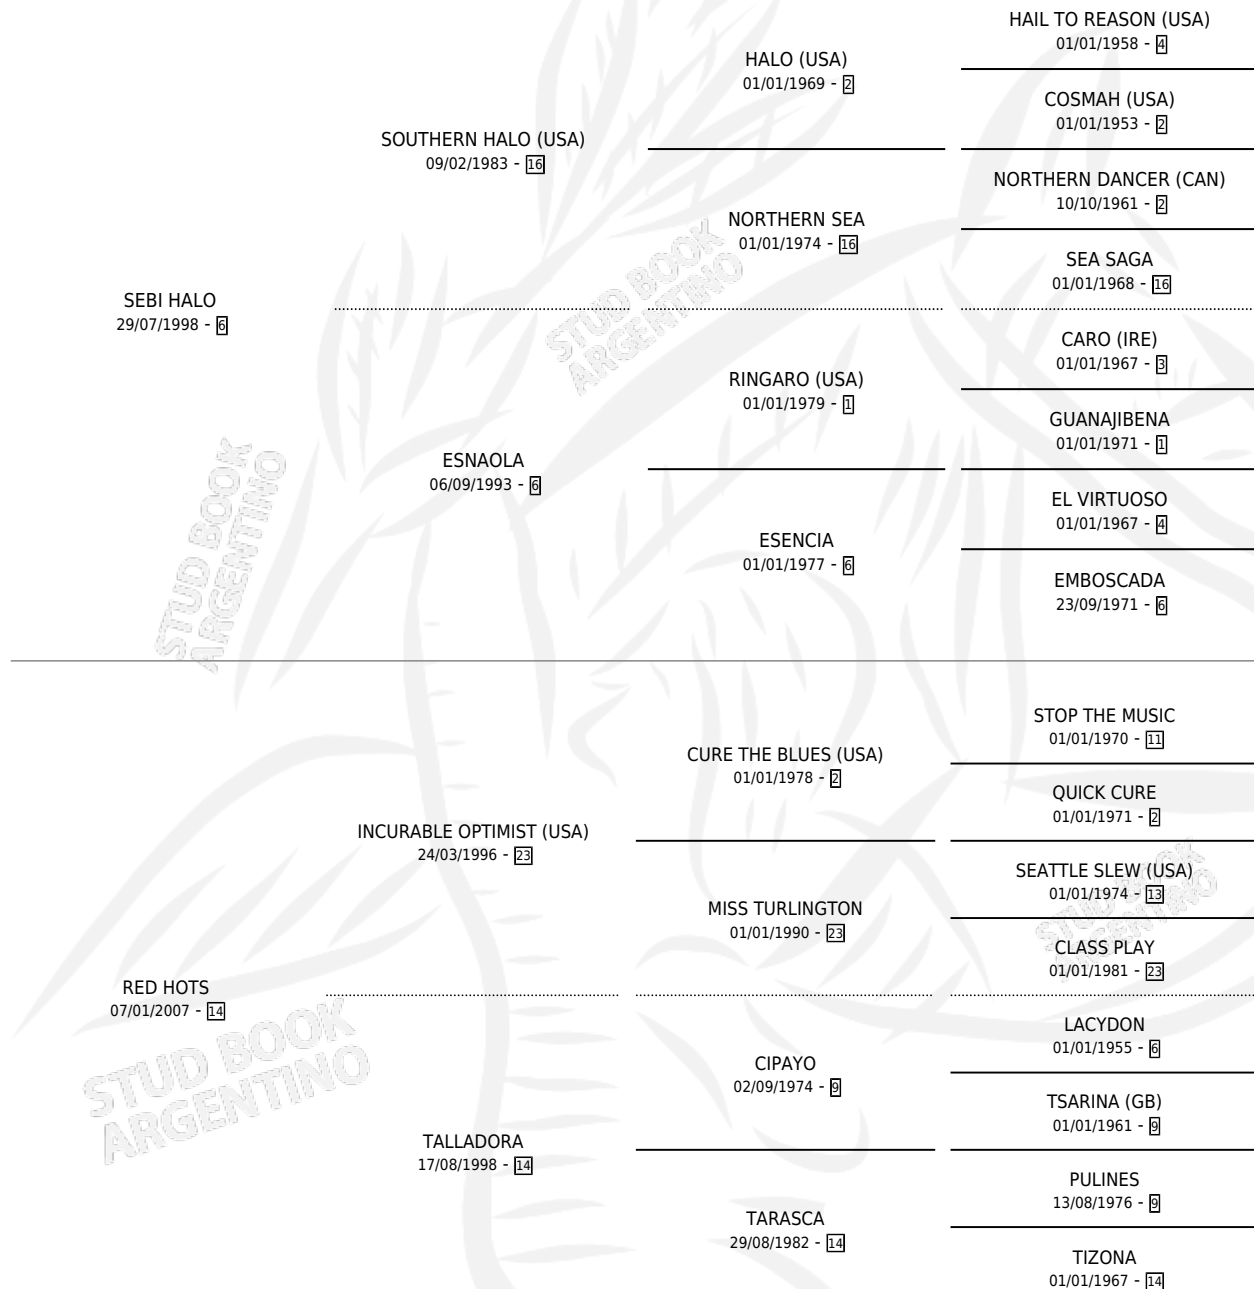 HAIL TO REASON (USA)
01/01/1958 - 4
HALO (USA)
01/01/1969 - 2
COSMAH (USA)
01/01/1953 - 2
SOUTHERN HALO (USA)
09/02/1983 - 16
NORTHERN DANCER (CAN)
10/10/1961 - 2
NORTHERN SEA
01/01/1974 - 16
SEA SAGA
01/01/1968 - 16
SEBI HALO
29/07/1998 - 6
CARO (IRE)
01/01/1967 - 3
RINGARO (USA)
01/01/1979 - 1
GUANAJIBENA
01/01/1971 - 1
ESNAOLA
06/09/1993 - 6
EL VIRTUOSO
01/01/1967 - 4
ESENCIA
01/01/1977 - 6
EMBOSCADA
23/09/1971 - 6
STUD BOOK
ARGENTINO
STUD BOOK
ARGENTINO
STOP THE MUSIC
01/01/1970 - 11
CURE THE BLUES (USA)
01/01/1978 - 2
QUICK CURE
01/01/1971 - 2
INCURABLE OPTIMIST (USA)
24/03/1996 - 23
SEATTLE SLEW (USA)
01/01/1974 - 13
MISS TURLINGTON
01/01/1990 - 23
CLASS PLAY
01/01/1981 - 23
STUD BOOK
ARGENTINO
RED HOTS
07/01/2007 - 14
LACYDON
01/01/1955 - 6
CIPAYO
02/09/1974 - 9
TSARINA (GB)
01/01/1961 - 9
STUD BOOK
ARGENTINO
TALLADORA
17/08/1998 - 14
PULINES
13/08/1976 - 9
TARASCA
29/08/1982 - 14
TIZONA
01/01/1967 - 14